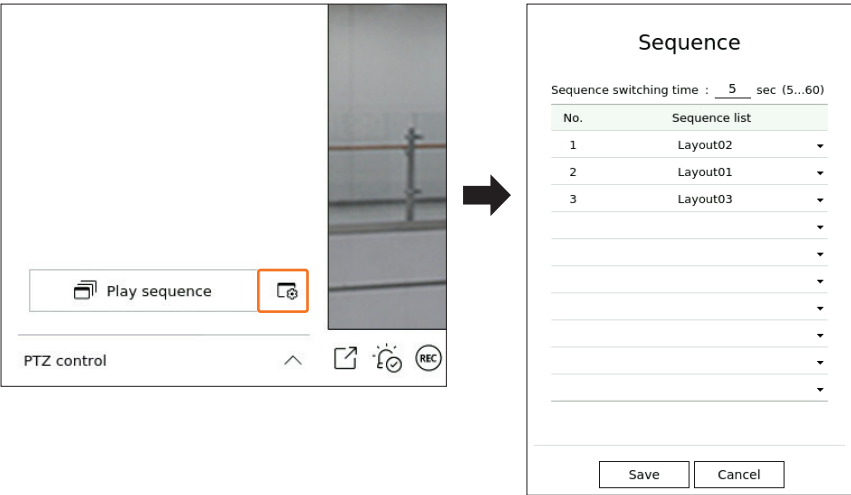 Play sequence
PTZ control
REC
Sequence
Sequence switching time : 5 sec (5...60)
No. Sequence list
1 Layout02
2 Layout01
3 Layout03
Save Cancel